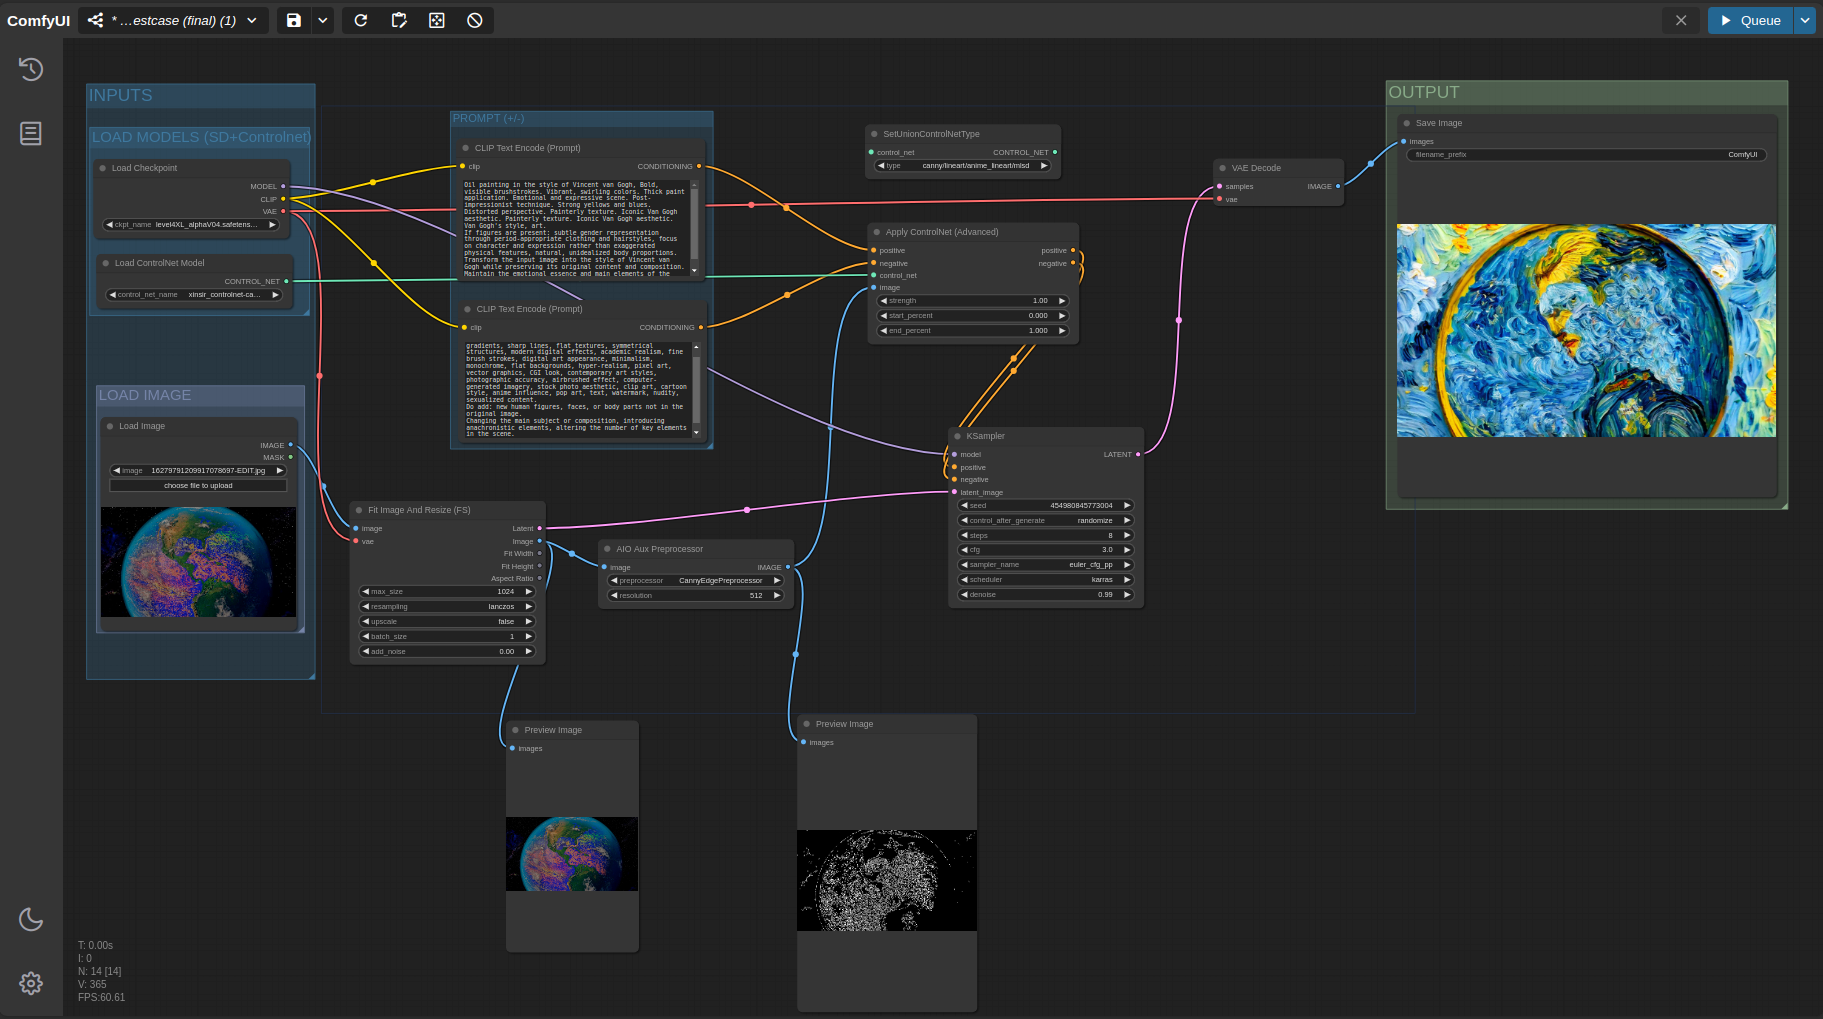 ComfyUI
* ...estcase (final) (1)
Queue
INPUTS
LOAD MODELS (SD+Controlnet)
Load Checkpoint
MODEL
CLIP
VAE
ckpt_name level4XL_alphaV04.safetens...
Load ControlNet Model
CONTROL_NET
control_net_name xinsir_controlnet-ca...
LOAD IMAGE
Load Image
IMAGE
MASK
image 16279791209917078697-EDIT.jpg
choose file to upload
PROMPT (+/-)
CLIP Text Encode (Prompt)
clip CONDITIONING
Oil painting in the style of Vincent van Gogh, Bold,
visible brushstrokes. Vibrant, swirling colors. Thick paint
application. Emotional and expressive scene. Post-
impressionist technique. Strong yellows and blues.
Distorted perspective. Painterly texture. Iconic Van Gogh
aesthetic. Painterly texture. Iconic Van Gogh aesthetic.
Van Gogh's style, art.
If figures are present: subtle gender representation
through period-appropriate clothing and hairstyles, focus
on character and expression rather than exaggerated
physical features, natural, unidealized body proportions.
Transform the input image into the style of Vincent van
Gogh while preserving its original content and composition.
Maintain the emotional essence and main elements of the
CLIP Text Encode (Prompt)
clip CONDITIONING
gradients, sharp lines, flat textures, symmetrical
structures, modern digital effects, academic realism, fine
brush strokes, digital art appearance, minimalism,
monochrome, flat backgrounds, hyper-realism, pixel art,
vector graphics, CGI look, contemporary art styles,
photographic accuracy, airbrushed effect, computer-
generated imagery, stock photo aesthetic, clip art, cartoon
style, anime influence, pop art, text, watermark, nudity,
sexualized content.
Do add: new human figures, faces, or body parts not in the
original image.
Changing the main subject or composition, introducing
anachronistic elements, altering the number of key elements
in the scene.
Fit Image And Resize (FS)
image Latent
vae Image
Fit Width
Fit Height
Aspect Ratio
max_size 1024
resampling lanczos
upscale false
batch_size 1
add_noise 0.00
AIO Aux Preprocessor
image IMAGE
preprocessor CannyEdgePreprocessor
resolution 512
SetUnionControlNetType
control_net CONTROL_NET
type canny/lineart/anime_lineart/mlsd
Apply ControlNet (Advanced)
positive positive
negative negative
control_net
image
strength 1.00
start_percent 0.000
end_percent 1.000
KSampler
model LATENT
positive
negative
latent_image
seed 454980845773004
control_after_generate randomize
steps 8
cfg 3.0
sampler_name euler_cfg_pp
scheduler karras
denoise 0.99
VAE Decode
samples IMAGE
vae
OUTPUT
Save Image
images
filename_prefix ComfyUI
Preview Image
images
Preview Image
images
T: 0.00s
I: 0
N: 14 [14]
V: 365
FPS:60.61